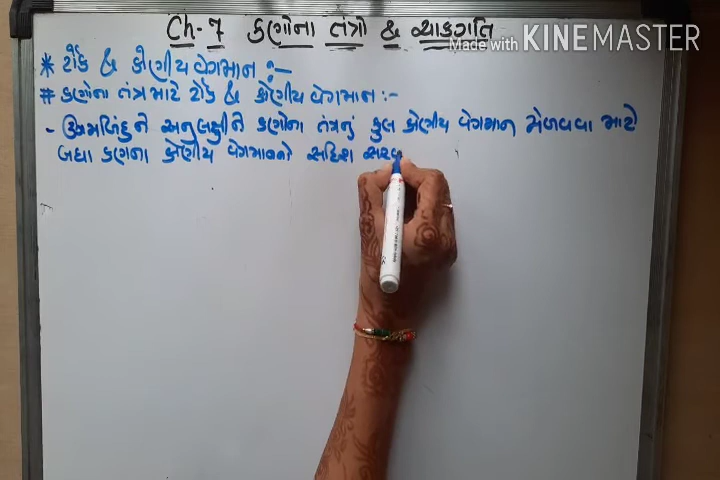 Ch-7 કણોના તંત્રો & ચાકગતિ
Made with KINEMASTER
* ટૉર્ક & કોણીય વેગમાન :-
# કણોના તંત્ર માટે ટૉર્ક & કોણીય વેગમાન :-
- ઉગમબિંદુને અનુલક્ષીને કણોના તંત્રનું કુલ કોણીય વેગમાન મેળવવા માટે
બધા કણના કોણીય વેગમાનનો સદિશ સરવ